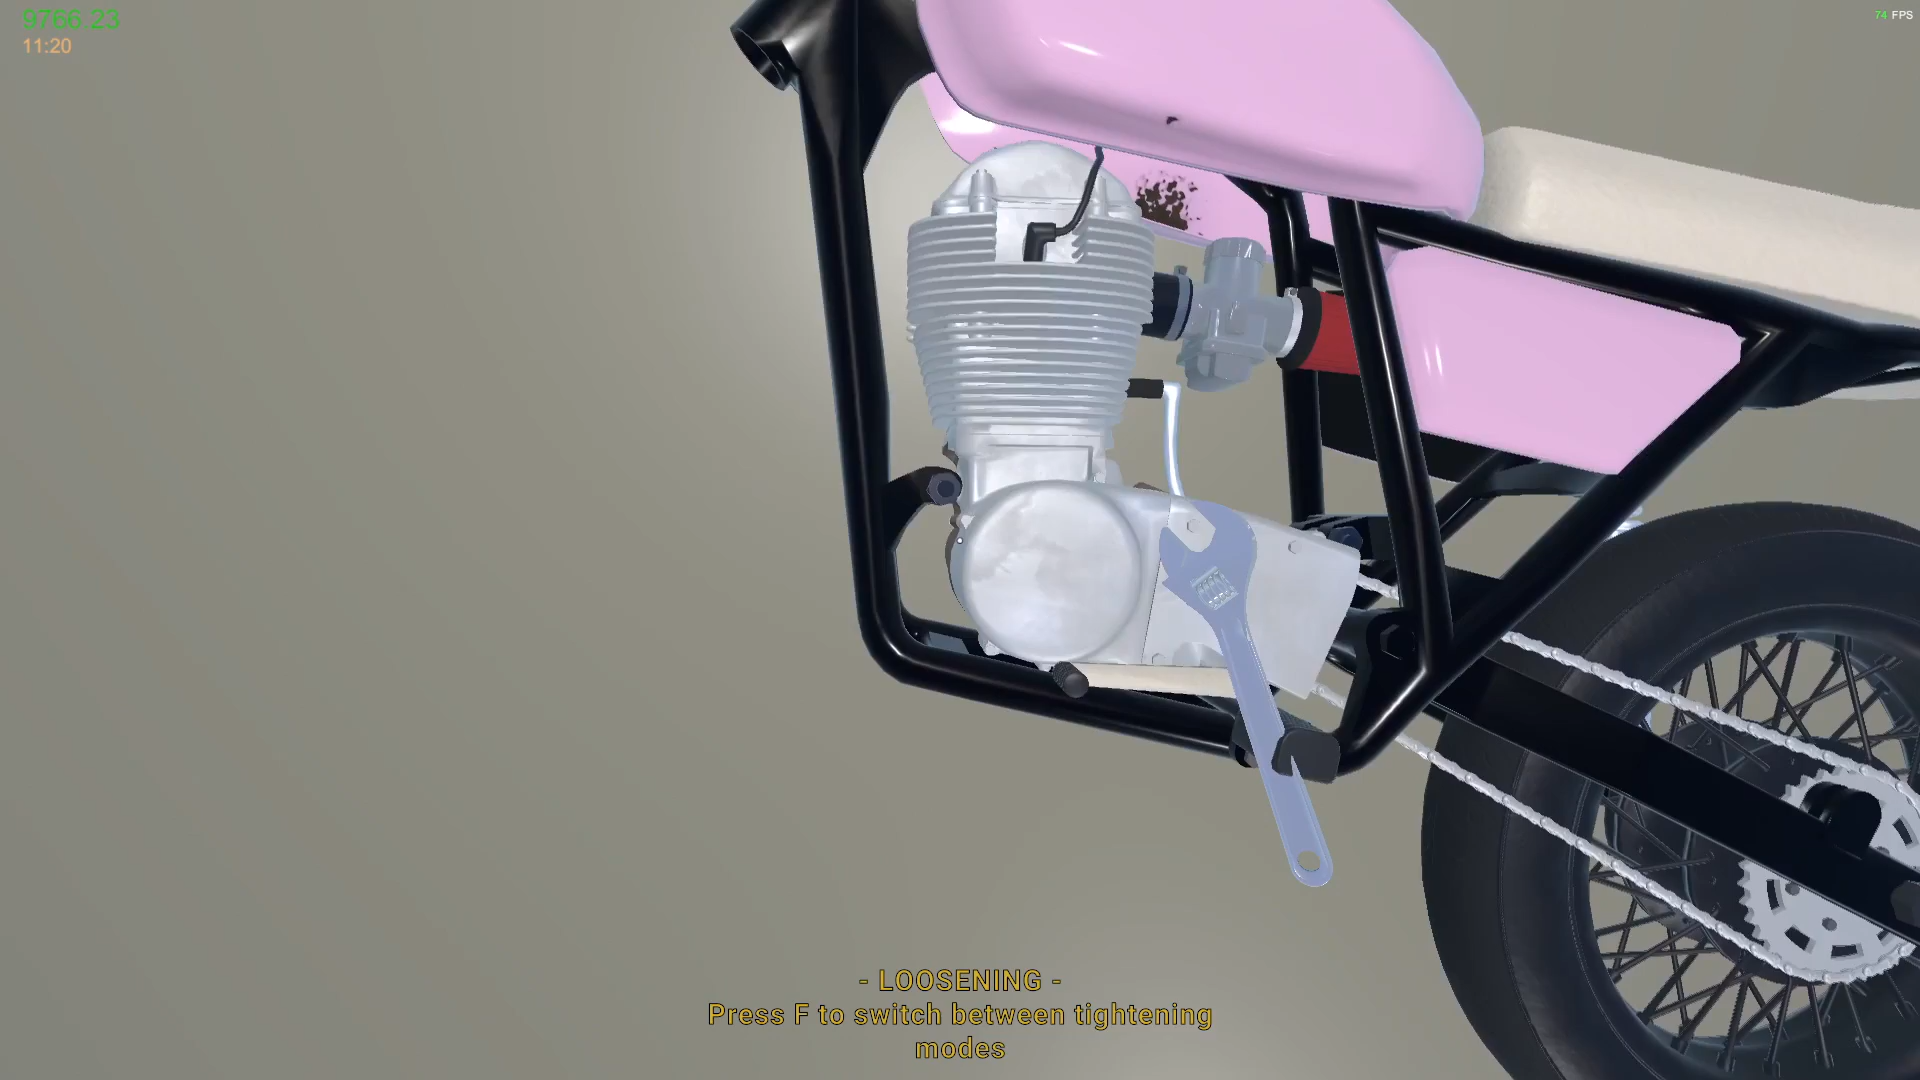 9766.23
11:20
74 FPS
- LOOSENING -
Press F to switch between tightening
modes